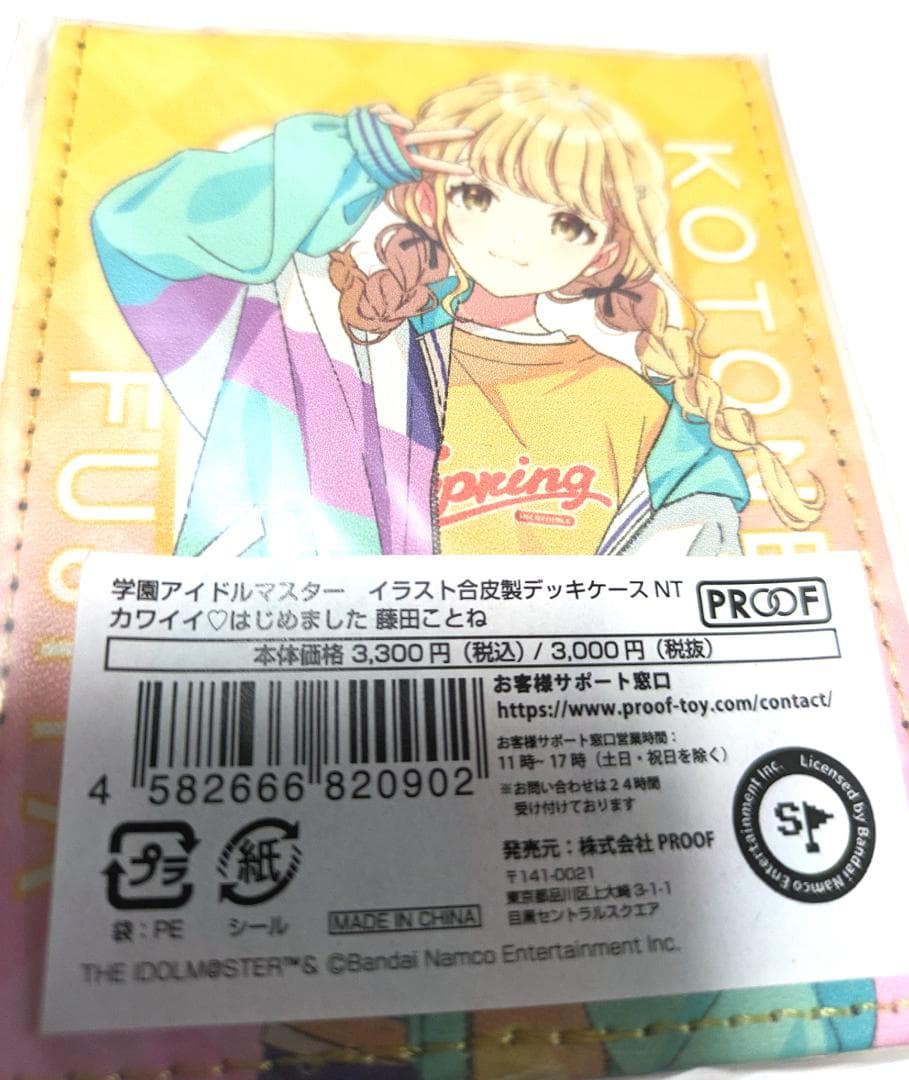 KOTONE
FUJITA
Spring
INCREDIBLE
学園アイドルマスター　イラスト合皮製デッキケース NT
カワイイ♡はじめました 藤田ことね
PROOF
本体価格 3,300 円（税込）/ 3,000 円（税抜）
4 582666 820902
お客様サポート窓口
https://www.proof-toy.com/contact/
お客様サポート窓口営業時間：
11 時~ 17 時（土日・祝日を除く）
※お問い合わせは２４時間
受け付けております
発売元：株式会社 PROOF
〒141-0021
東京都品川区上大崎 3-1-1
目黒セントラルスクエア
プラ
袋：PE
紙
シール
MADE IN CHINA
Licensed by Bandai Namco Entertainment Inc.
S
THE IDOLM@STER™& ©Bandai Namco Entertainment Inc.